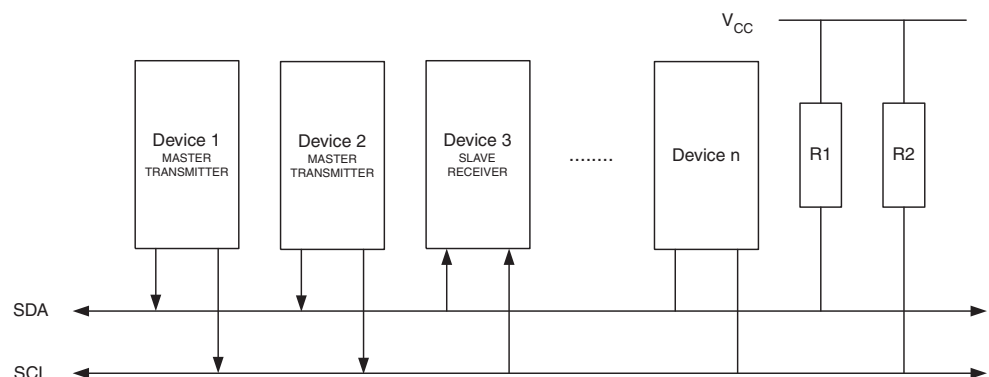 VCC
Device 1
MASTER
TRANSMITTER
Device 2
MASTER
TRANSMITTER
Device 3
SLAVE
RECEIVER
........
Device n
R1
R2
SDA
SCL